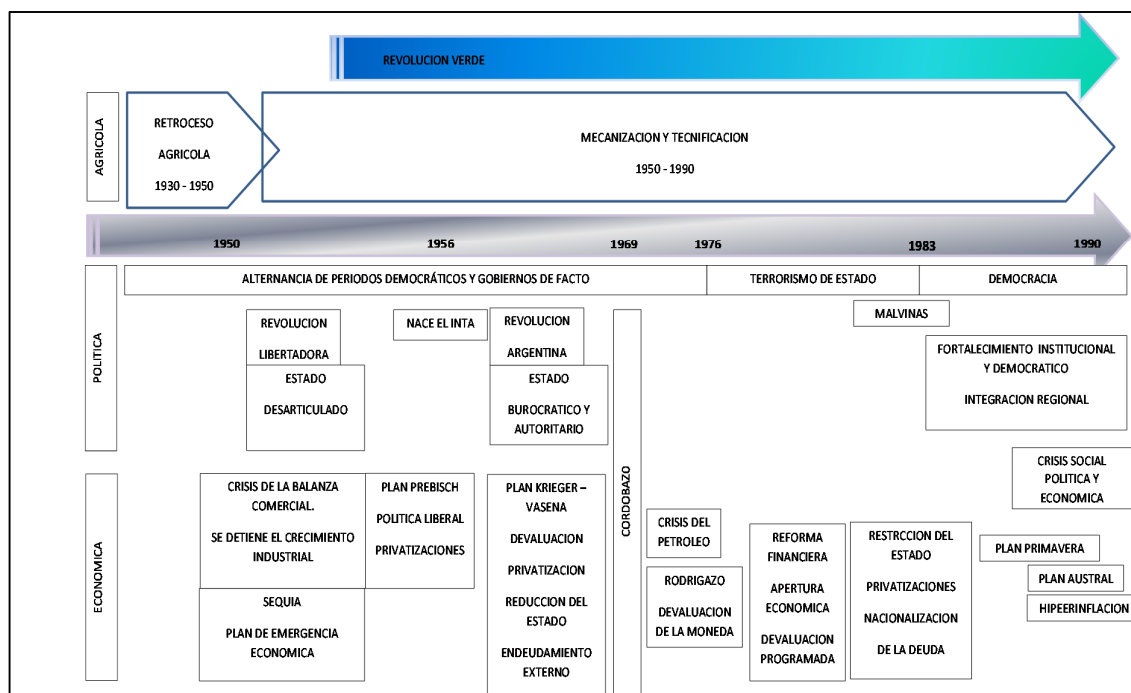 REVOLUCION VERDE
AGRICOLA
RETROCESO
AGRICOLA
1930 - 1950
MECANIZACION Y TECNIFICACION
1950 - 1990
1950
1956
1969
1976
1983
1990
POLITICA
ALTERNANCIA DE PERIODOS DEMOCRÁTICOS Y GOBIERNOS DE FACTO
TERRORISMO DE ESTADO
DEMOCRACIA
REVOLUCION
LIBERTADORA
ESTADO
DESARTICULADO
NACE EL INTA
REVOLUCION
ARGENTINA
ESTADO
BUROCRATICO Y
AUTORITARIO
CORDOBAZO
MALVINAS
FORTALECIMIENTO INSTITUCIONAL
Y DEMOCRATICO
INTEGRACION REGIONAL
ECONOMICA
CRISIS DE LA BALANZA
COMERCIAL.
SE DETIENE EL CRECIMIENTO
INDUSTRIAL
SEQUIA
PLAN DE EMERGENCIA
ECONOMICA
PLAN PREBISCH
POLITICA LIBERAL
PRIVATIZACIONES
PLAN KRIEGER –
VASENA
DEVALUACION
PRIVATIZACION
REDUCCION DEL
ESTADO
ENDEUDAMIENTO
EXTERNO
CRISIS DEL
PETROLEO
RODRIGAZO
DEVALUACION
DE LA MONEDA
REFORMA
FINANCIERA
APERTURA
ECONOMICA
DEVALUACION
PROGRAMADA
RESTRCCION DEL
ESTADO
PRIVATIZACIONES
NACIONALIZACION
DE LA DEUDA
CRISIS SOCIAL
POLITICA Y
ECONOMICA
PLAN PRIMAVERA
PLAN AUSTRAL
HIPEERINFLACION